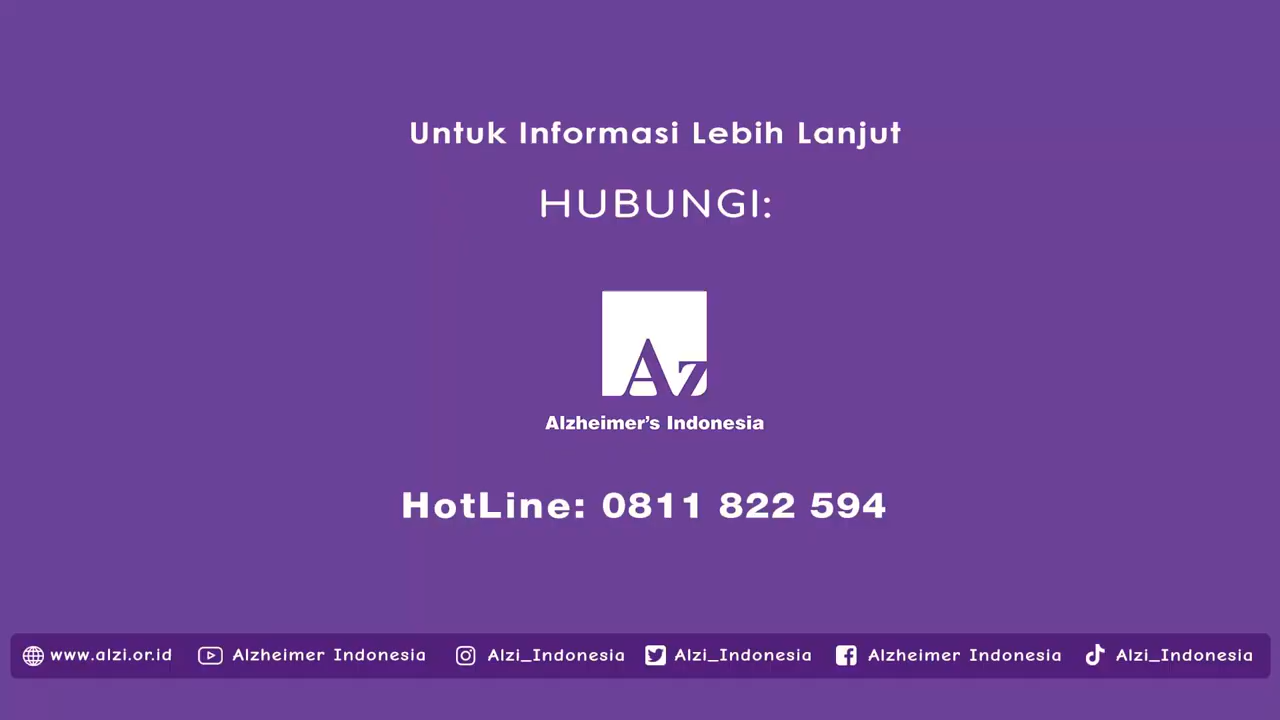 Untuk Informasi Lebih Lanjut
HUBUNGI:
Az
Alzheimer's Indonesia
HotLine: 0811 822 594
www.alzi.or.id Alzheimer Indonesia Alzi_Indonesia Alzi_Indonesia Alzheimer Indonesia Alzi_Indonesia